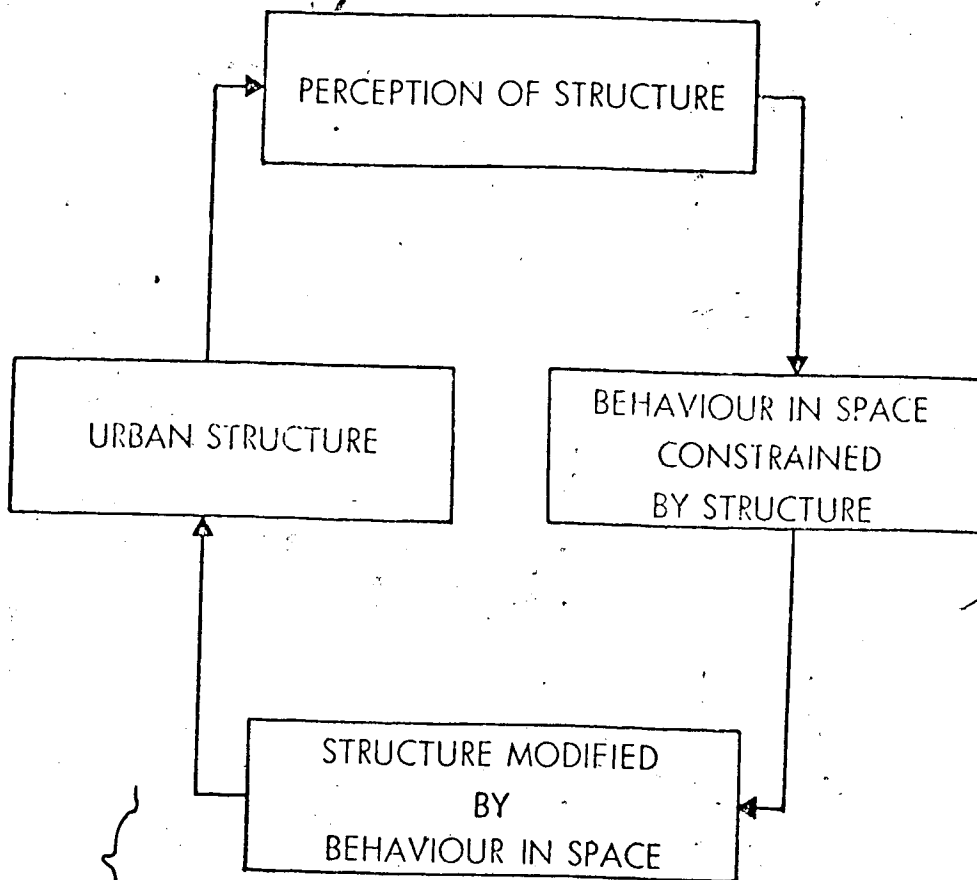 PERCEPTION OF STRUCTURE
URBAN STRUCTURE
BEHAVIOUR IN SPACE
CONSTRAINED
BY STRUCTURE
STRUCTURE MODIFIED
BY
BEHAVIOUR IN SPACE